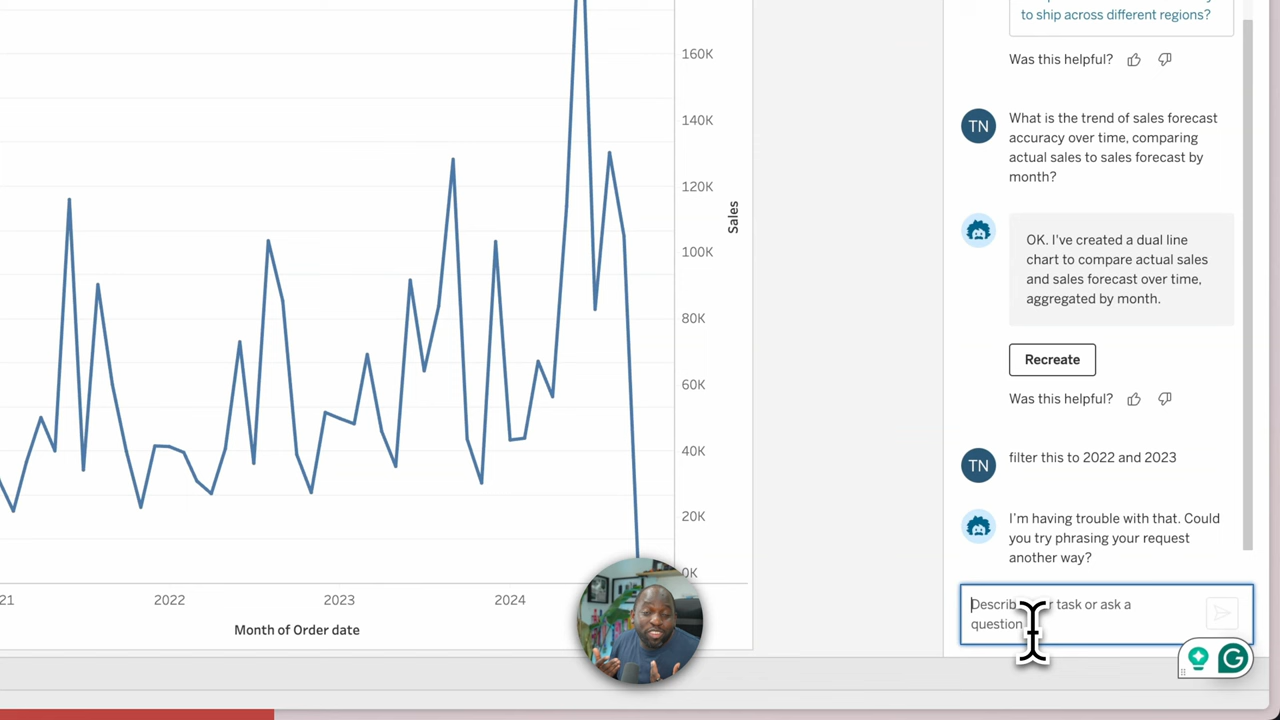 160K
140K
120K
100K
80K
60K
40K
20K
0K
Sales
21
2022
2023
2024
Month of Order date
to ship across different regions?
Was this helpful?
TN
What is the trend of sales forecast
accuracy over time, comparing
actual sales to sales forecast by
month?
OK. I've created a dual line
chart to compare actual sales
and sales forecast over time,
aggregated by month.
Recreate
Was this helpful?
TN
filter this to 2022 and 2023
I'm having trouble with that. Could
you try phrasing your request
another way?
task or ask a
question